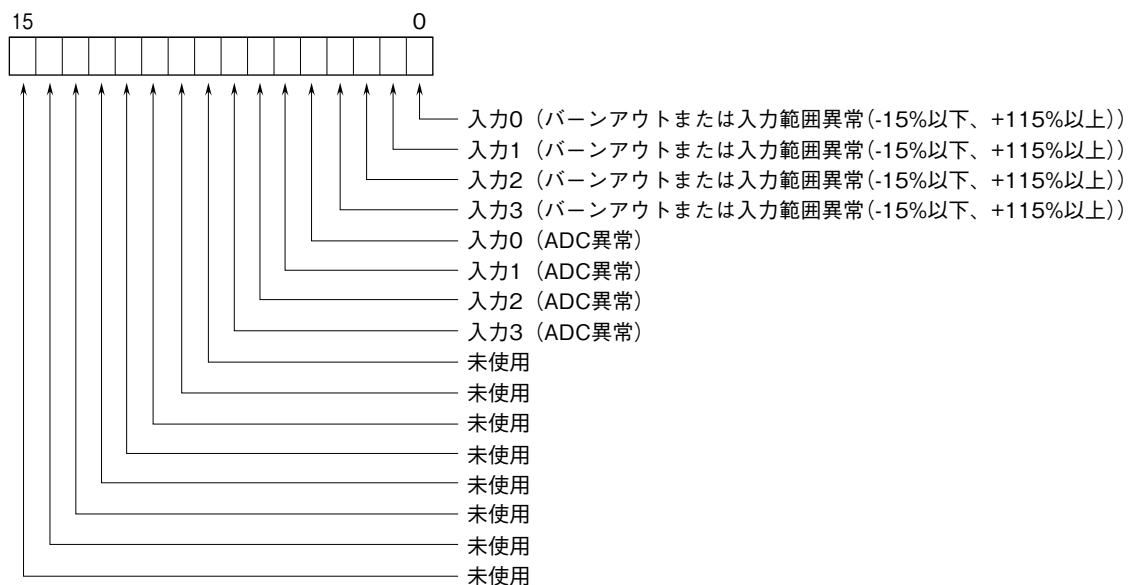 15 0
入力0（バーンアウトまたは入力範囲異常（-15%以下、+115%以上））
入力1（バーンアウトまたは入力範囲異常（-15%以下、+115%以上））
入力2（バーンアウトまたは入力範囲異常（-15%以下、+115%以上））
入力3（バーンアウトまたは入力範囲異常（-15%以下、+115%以上））
入力0（ADC異常）
入力1（ADC異常）
入力2（ADC異常）
入力3（ADC異常）
未使用
未使用
未使用
未使用
未使用
未使用
未使用
未使用